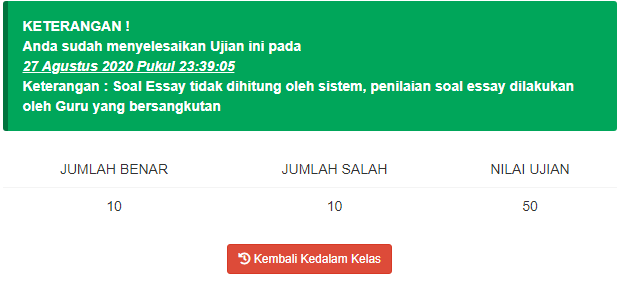 KETERANGAN !
Anda sudah menyelesaikan Ujian ini pada
27 Agustus 2020 Pukul 23:39:05
Keterangan : Soal Essay tidak dihitung oleh sistem, penilaian soal essay dilakukan
oleh Guru yang bersangkutan
JUMLAH BENAR JUMLAH SALAH NILAI UJIAN
10 10 50
Kembali Kedalam Kelas